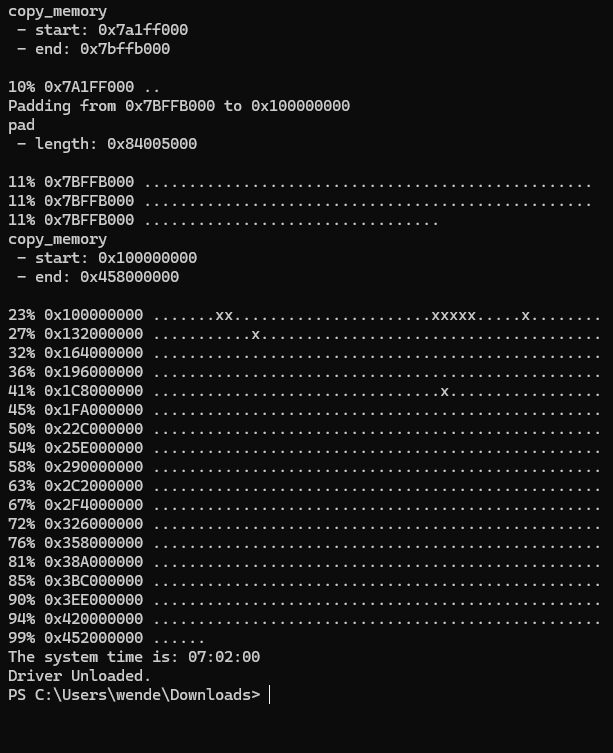 copy_memory
- start: 0x7a1ff000
- end: 0x7bffb000
10% 0x7A1FF000 ..
Padding from 0x7BFFB000 to 0x100000000
pad
- length: 0x84005000
11% 0x7BFFB000 ..................................................
11% 0x7BFFB000 ..................................................
11% 0x7BFFB000 .................................
copy_memory
- start: 0x100000000
- end: 0x458000000
23% 0x100000000 .......xx......................xxxxx.....x........
27% 0x132000000 ...........x......................................
32% 0x164000000 ..................................................
36% 0x196000000 ..................................................
41% 0x1C8000000 ................................x.................
45% 0x1FA000000 ..................................................
50% 0x22C000000 ..................................................
54% 0x25E000000 ..................................................
58% 0x290000000 ..................................................
63% 0x2C2000000 ..................................................
67% 0x2F4000000 ..................................................
72% 0x326000000 ..................................................
76% 0x358000000 ..................................................
81% 0x38A000000 ..................................................
85% 0x3BC000000 ..................................................
90% 0x3EE000000 ..................................................
94% 0x420000000 ..................................................
99% 0x452000000 ......
The system time is: 07:02:00
Driver Unloaded.
PS C:\Users\wende\Downloads>